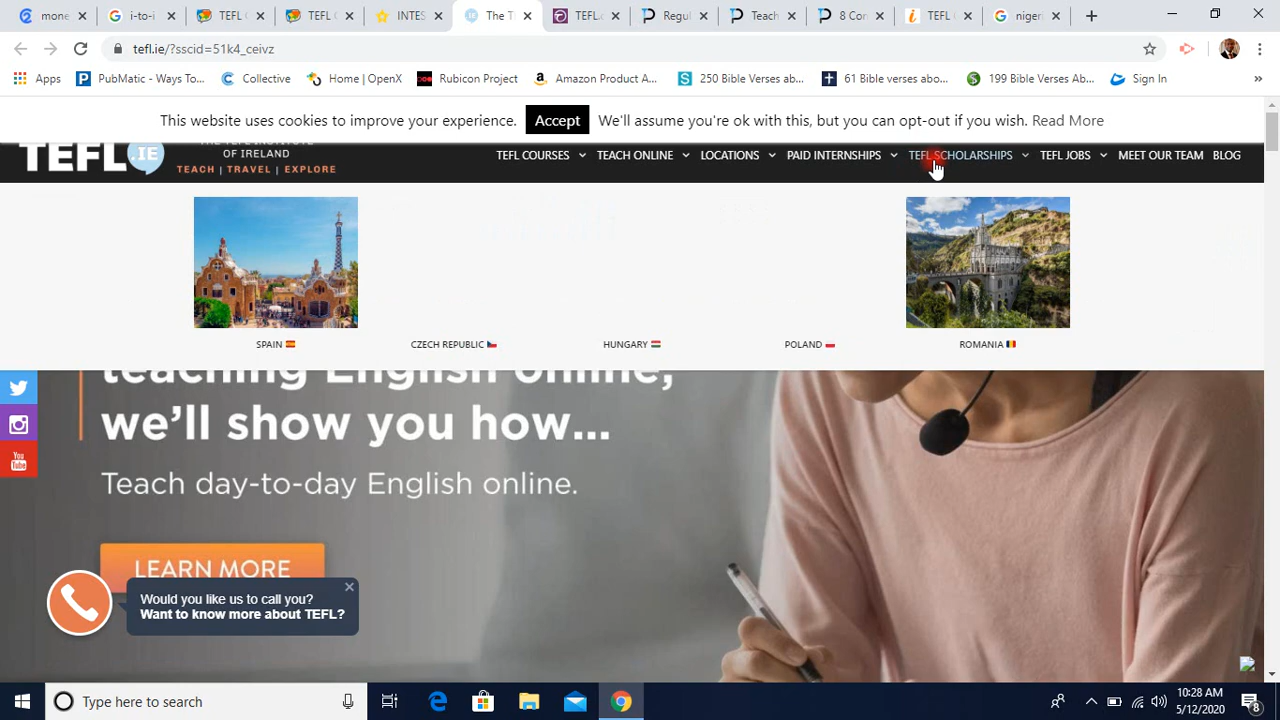 mone
i-to-i
TEFL C
TEFL C
INTES
The T
TEFL
Regul
Teach
8 Cor
TEFL
niger
tefl.ie/?sscid=51k4_ceivz
Apps
PubMatic - Ways To...
Collective
Home | OpenX
Rubicon Project
Amazon Product A...
250 Bible Verses ab...
61 Bible verses abo...
199 Bible Verses Ab...
Sign In
»
This website uses cookies to improve your experience. Accept We'll assume you're ok with this, but you can opt-out if you wish. Read More
TEFL.IE
THE TEFL INSTITUTE
OF IRELAND
TEACH | TRAVEL | EXPLORE
TEFL COURSES
TEACH ONLINE
LOCATIONS
PAID INTERNSHIPS
TEFL SCHOLARSHIPS
TEFL JOBS
MEET OUR TEAM
BLOG
SPAIN
CZECH REPUBLIC
HUNGARY
POLAND
ROMANIA
teaching English online,
we'll show you how...
Teach day-to-day English online.
LEARN MORE
You Tube
Would you like us to call you?
Want to know more about TEFL?
Type here to search
10:28 AM
5/12/2020
8